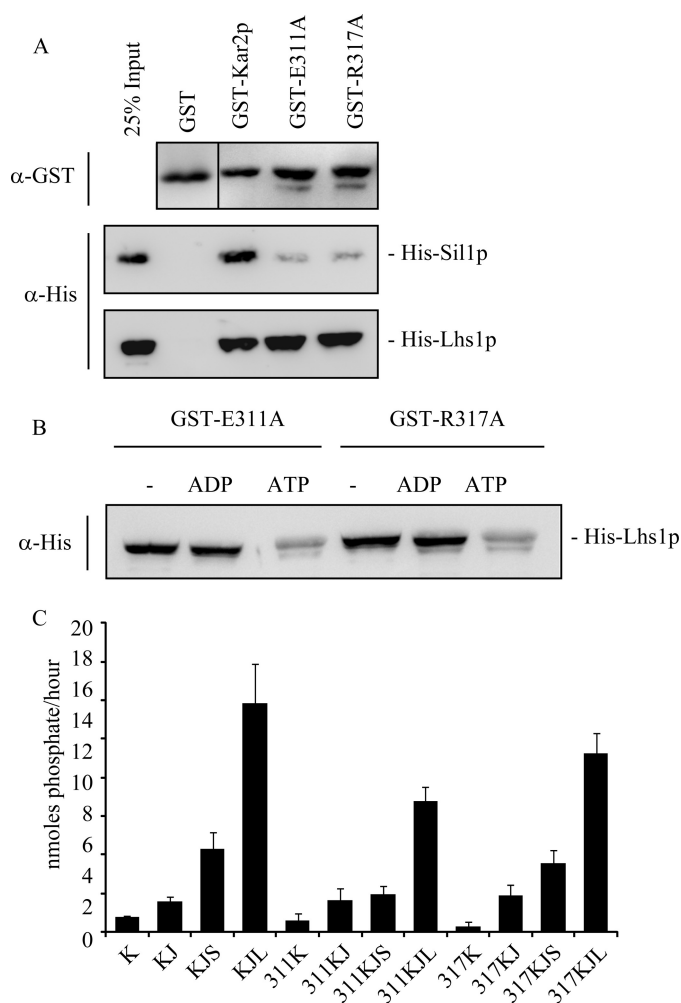 A
25% Input
GST
GST-Kar2p
GST-E311A
GST-R317A
α-GST
α-His
- His-Sil1p
- His-Lhs1p
B
GST-E311A
GST-R317A
- ADP ATP - ADP ATP
α-His
- His-Lhs1p
C
nmoles phosphate/hour
20
16
14
12
10
8
6
4
2
0
K
KJ
KJS
KJL
311K
311KJ
311KJS
311KJL
317K
317KJ
317KJS
317KJL